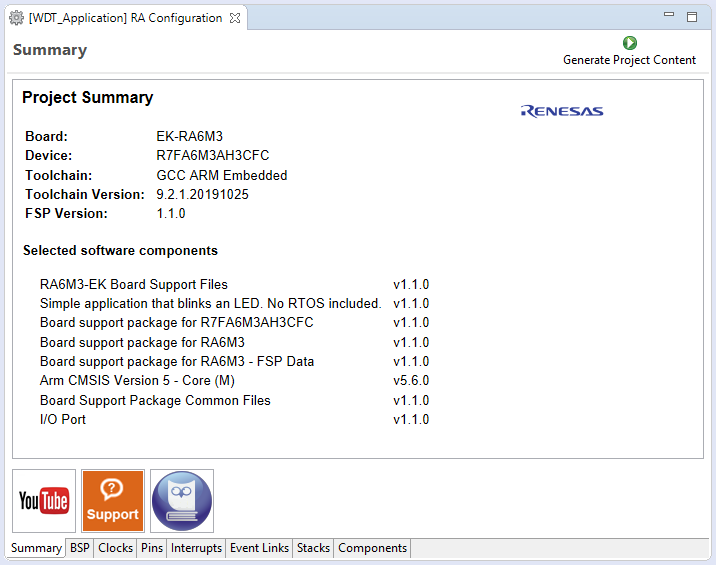 [WDT_Application] RA Configuration
Summary
Generate Project Content
Project Summary
RENESAS
Board: EK-RA6M3
Device: R7FA6M3AH3CFC
Toolchain: GCC ARM Embedded
Toolchain Version: 9.2.1.20191025
FSP Version: 1.1.0
Selected software components
RA6M3-EK Board Support Files v1.1.0
Simple application that blinks an LED. No RTOS included. v1.1.0
Board support package for R7FA6M3AH3CFC v1.1.0
Board support package for RA6M3 v1.1.0
Board support package for RA6M3 - FSP Data v1.1.0
Arm CMSIS Version 5 - Core (M) v5.6.0
Board Support Package Common Files v1.1.0
I/O Port v1.1.0
YouTube
Support
Summary BSP Clocks Pins Interrupts Event Links Stacks Components